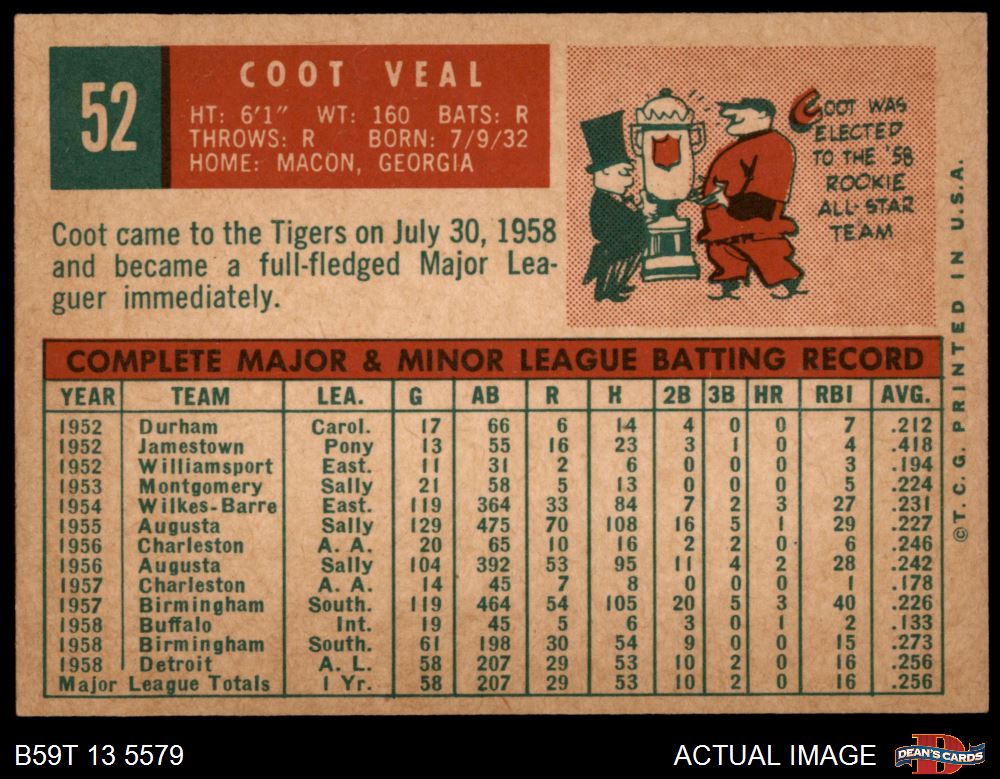 52
COOT VEAL
HT: 6'1" WT: 160 BATS: R
THROWS: R BORN: 7/9/32
HOME: MACON, GEORGIA
COOT WAS
ELECTED
TO THE '58
ROOKIE
ALL-STAR
TEAM
Coot came to the Tigers on July 30, 1958
and became a full-fledged Major Lea-
guer immediately.
COMPLETE MAJOR & MINOR LEAGUE BATTING RECORD
YEAR TEAM LEA. G AB R H 2B 3B HR RBI AVG.
1952 Durham Carol. 17 66 6 14 4 0 0 7 .212
1952 Jamestown Pony 13 55 16 23 3 1 0 4 .418
1952 Williamsport East. 11 31 2 6 0 0 0 3 .194
1953 Montgomery Sally 21 58 5 13 0 0 0 5 .224
1954 Wilkes-Barre East. 119 364 33 84 7 2 3 27 .231
1955 Augusta Sally 129 475 70 108 16 5 1 29 .227
1956 Charleston A. A. 20 65 10 16 2 2 0 6 .246
1956 Augusta Sally 104 392 53 95 11 4 2 28 .242
1957 Charleston A. A. 14 45 7 8 0 0 0 1 .178
1957 Birmingham South. 119 464 54 105 20 5 3 40 .226
1958 Buffalo Int. 19 45 5 6 3 0 1 2 .133
1958 Birmingham South. 61 198 30 54 9 0 0 15 .273
1958 Detroit A. L. 58 207 29 53 10 2 0 16 .256
Major League Totals 1 Yr. 58 207 29 53 10 2 0 16 .256
© T. C. G. PRINTED IN U.S.A.
B59T 13 5579
ACTUAL IMAGE
D
DEAN'S CARDS